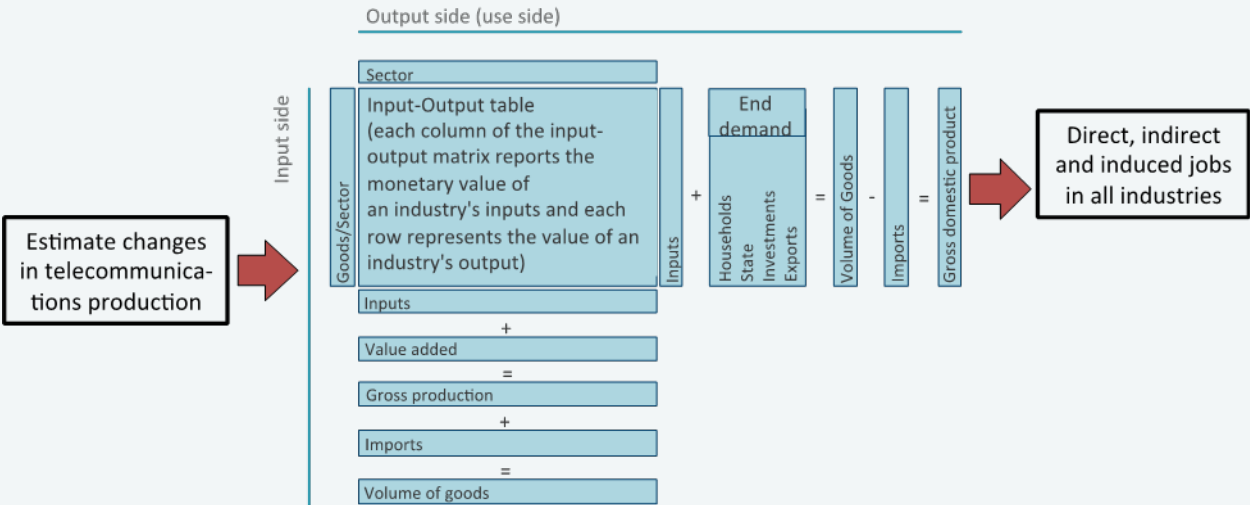 Output side (use side)
Input side
Sector
Goods/Sector
Input-Output table
(each column of the input-
output matrix reports the
monetary value of
an industry's inputs and each
row represents the value of an
industry's output)
Inputs
+
End
demand
Households
State
Investments
Exports
=
Volume of Goods
-
Imports
=
Gross domestic product
Direct, indirect
and induced jobs
in all industries
Estimate changes
in telecommunica-
tions production
Inputs
+
Value added
=
Gross production
+
Imports
=
Volume of goods